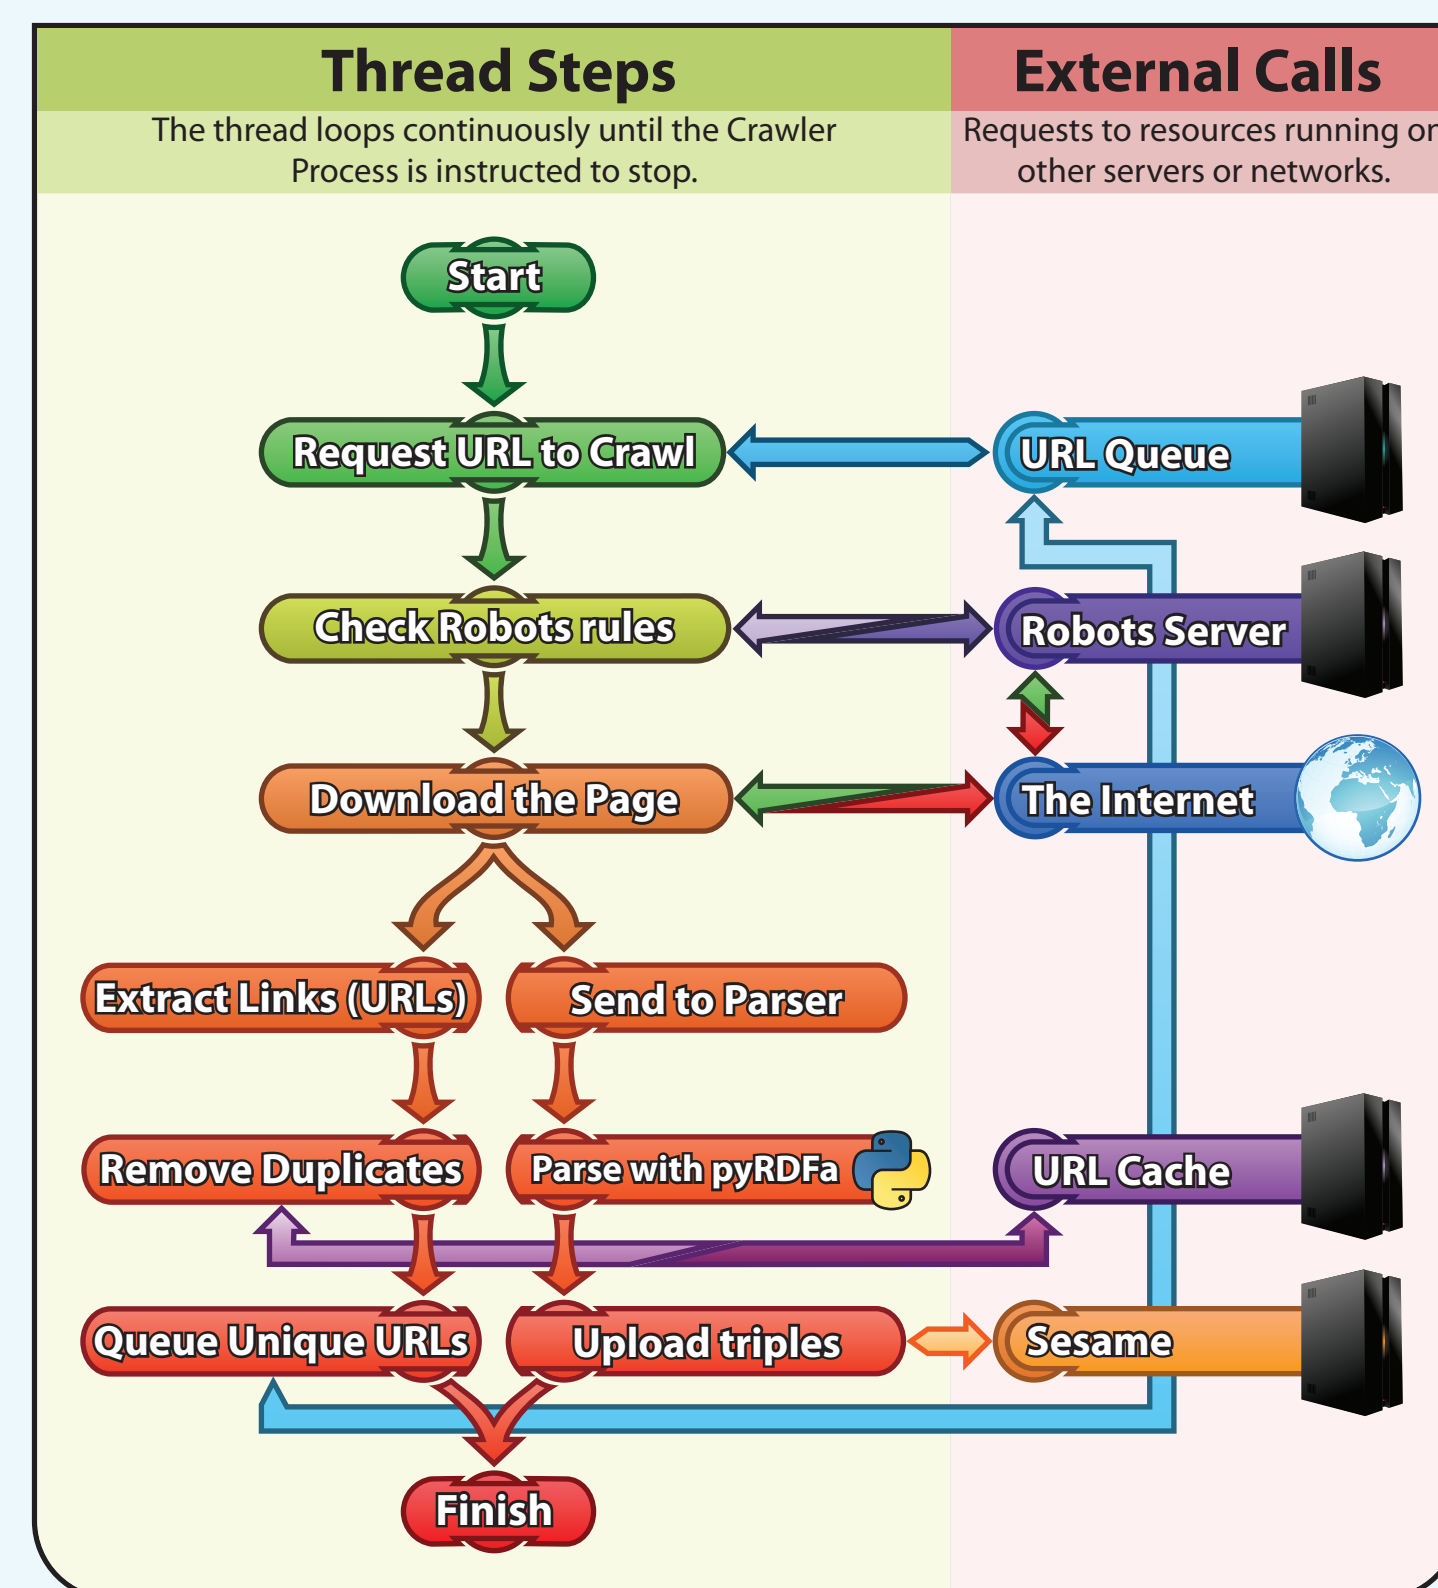 Thread Steps
The thread loops continuously until the Crawler
Process is instructed to stop.
External Calls
Requests to resources running on
other servers or networks.
Start
Request URL to Crawl
URL Queue
Check Robots rules
Robots Server
Download the Page
The Internet
Extract Links (URLs)
Send to Parser
Remove Duplicates
Parse with pyRDFa
URL Cache
Queue Unique URLs
Upload triples
Sesame
Finish